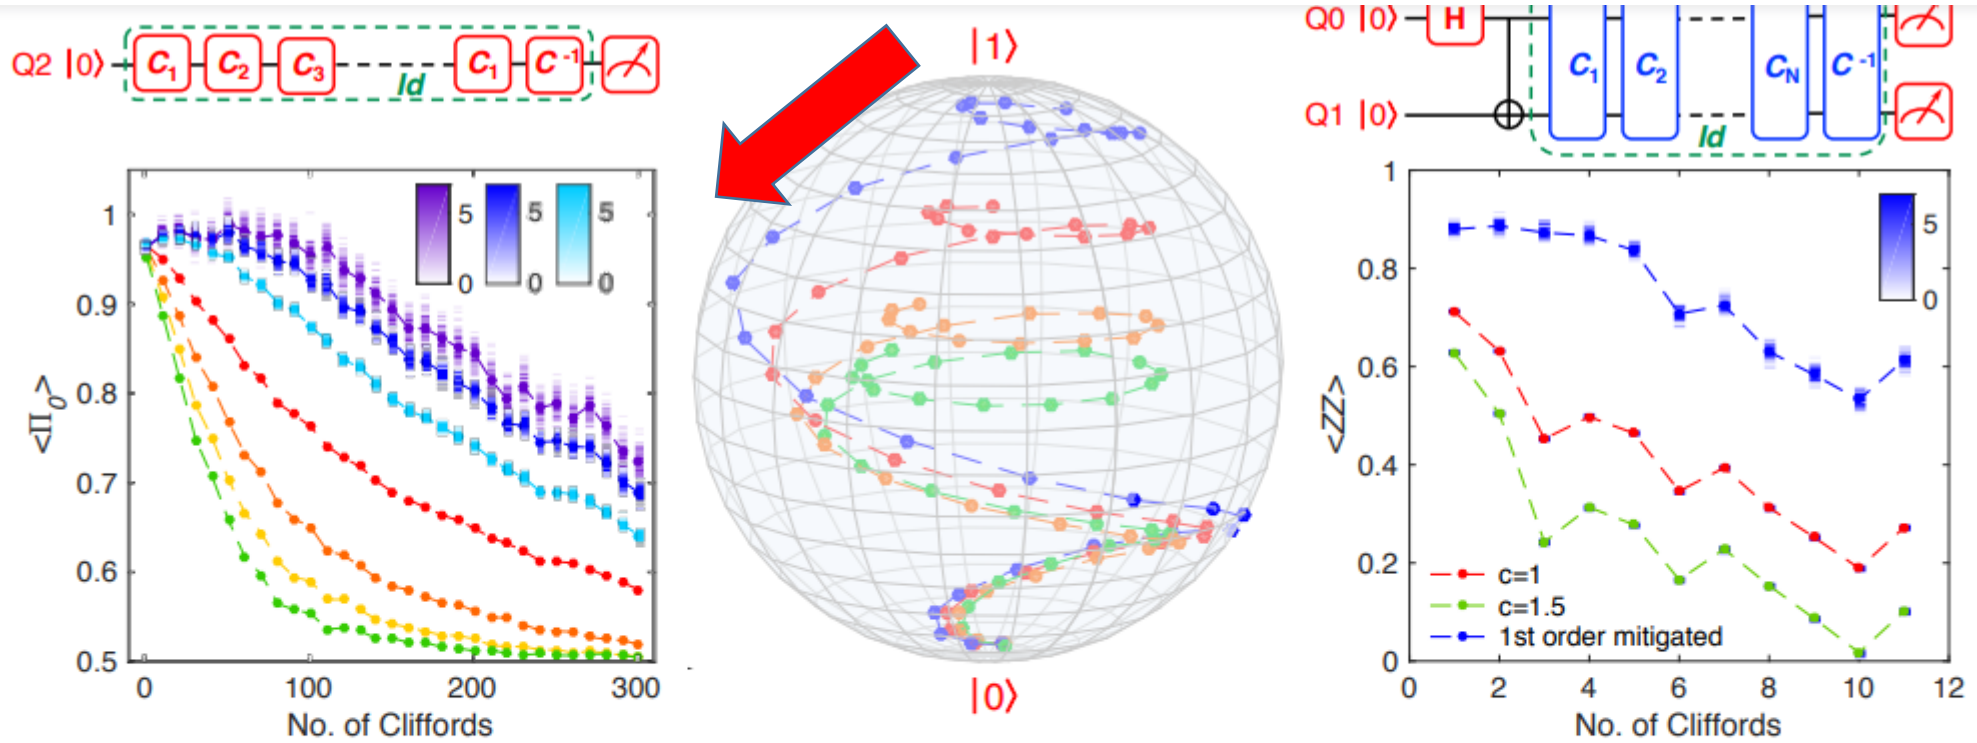 Q2 |0⟩ C1 C2 C3 Id C1 C-1
1
0.9
0.8
0.7
0.6
0.5
<Π0>
5
0
5
0
5
0
0 100 200 300
No. of Cliffords
|1⟩
|0⟩
Q0 |0⟩ H
C1 C2 CN C-1
Q1 |0⟩
Id
1
0.8
0.6
0.4
0.2
0
<ZZ>
5
0
c=1
c=1.5
1st order mitigated
0 2 4 6 8 10 12
No. of Cliffords